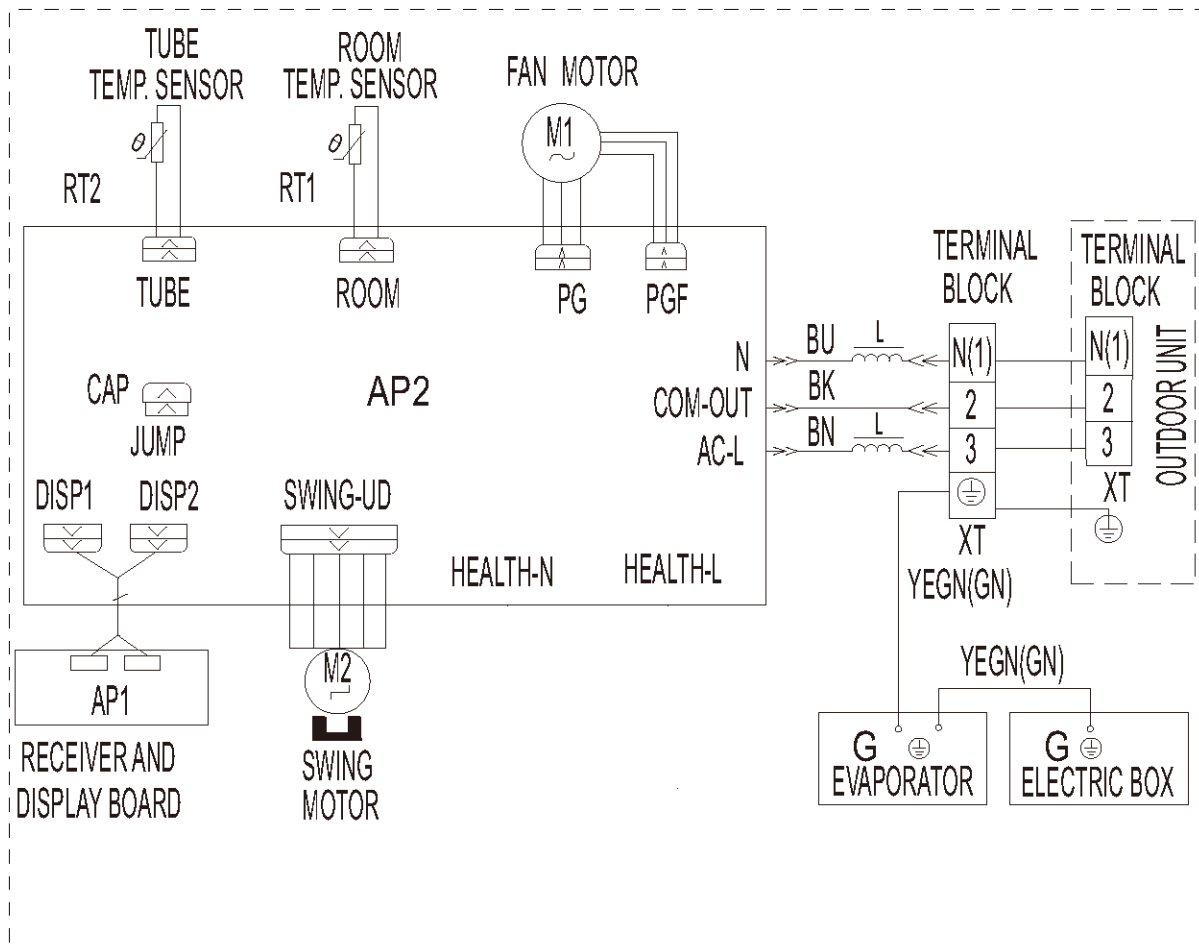 TUBE
TEMP. SENSOR
ROOM
TEMP. SENSOR
FAN MOTOR
θ
RT2
θ
RT1
M1
TUBE
ROOM
PG
PGF
TERMINAL
BLOCK
TERMINAL
BLOCK
OUTDOOR UNIT
N
BU
L
N(1)
N(1)
COM-OUT
BK
2
2
AC-L
BN
L
3
3
XT
XT
YEGN(GN)
CAP
JUMP
AP2
DISP1
DISP2
SWING-UD
HEALTH-N
HEALTH-L
AP1
RECEIVER AND
DISPLAY BOARD
M2
SWING
MOTOR
YEGN(GN)
G
EVAPORATOR
G
ELECTRIC BOX